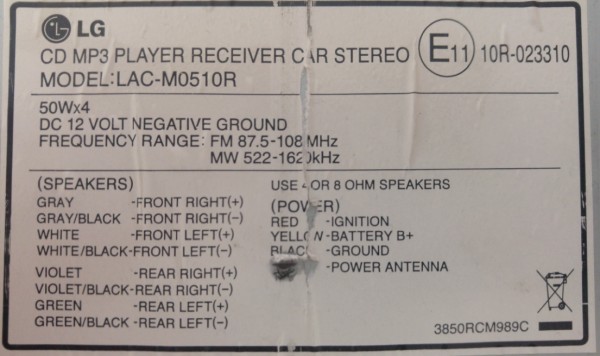 LG
CD MP3 PLAYER RECEIVER CAR STEREO
E11 10R-023310
MODEL:LAC-M0510R
50Wx4
DC 12 VOLT NEGATIVE GROUND
FREQUENCY RANGE: FM 87.5-108MHz
MW 522-1620kHz
(SPEAKERS)
GRAY -FRONT RIGHT(+)
GRAY/BLACK -FRONT RIGHT(-)
WHITE -FRONT LEFT(+)
WHITE/BLACK-FRONT LEFT(-)
VIOLET -REAR RIGHT(+)
VIOLET/BLACK-REAR RIGHT(-)
GREEN -REAR LEFT(+)
GREEN/BLACK -REAR LEFT(-)
USE 4 OR 8 OHM SPEAKERS
(POWER)
RED -IGNITION
YELLOW -BATTERY B+
BLACK -GROUND
-POWER ANTENNA
3850RCM989C